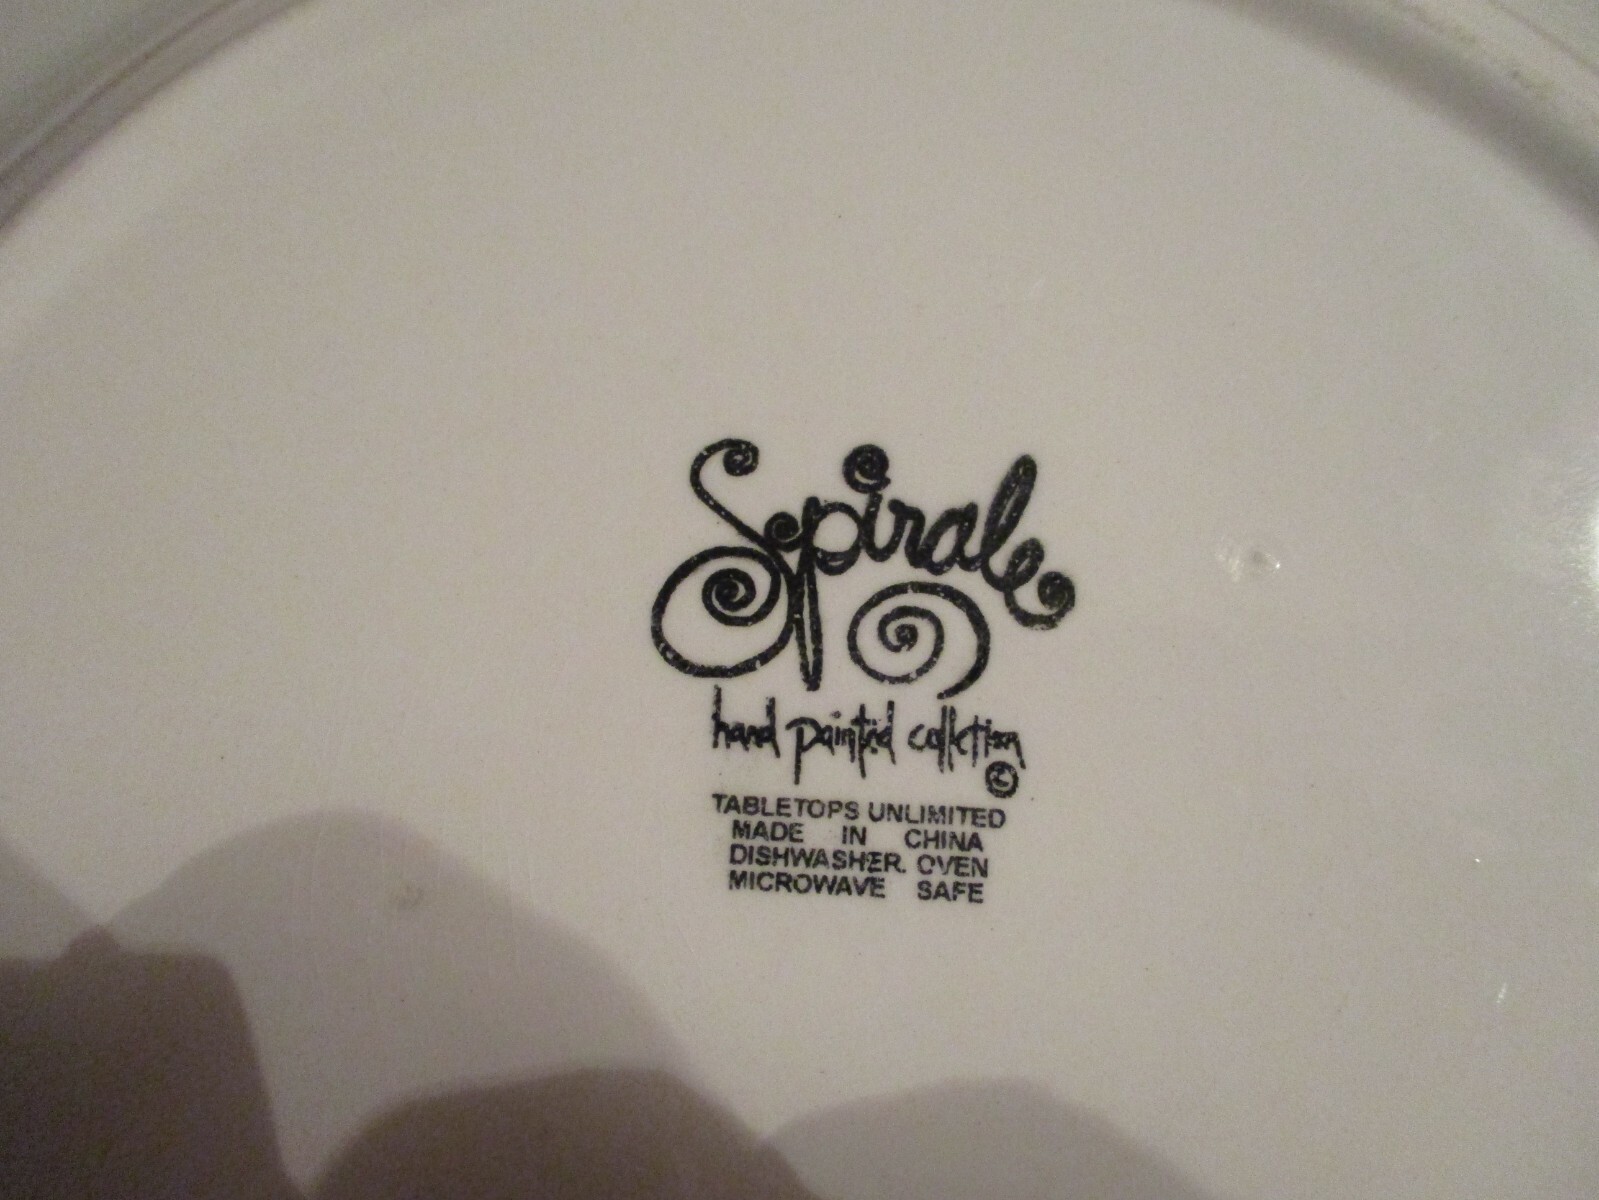 Spirale
hand painted collection
©
TABLETOPS UNLIMITED
MADE IN CHINA
DISHWASHER. OVEN
MICROWAVE SAFE